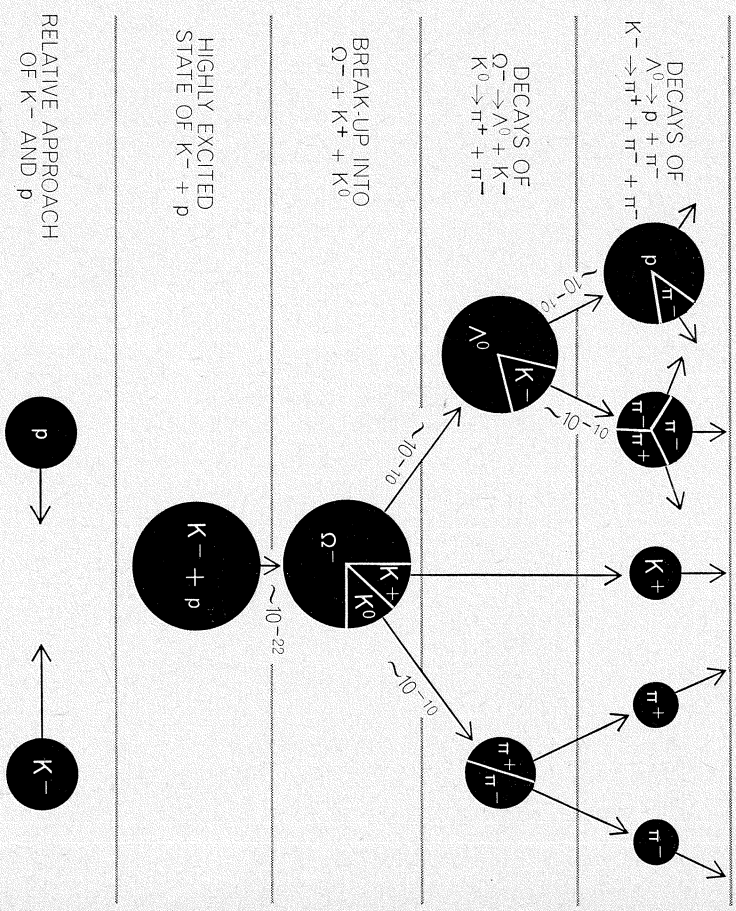 DECAYS OF
Λ⁰→p + π⁻
K⁻→π⁺ + π⁻ + π⁻
p
π⁻
π⁻
π⁻
π⁺
K⁺
π⁺
π⁻
~10⁻¹⁰
~10⁻¹⁰
DECAYS OF
Ω⁻→Λ⁰ + K⁻
K⁰→π⁺ + π⁻
Λ⁰
K⁻
π⁺
π⁻
~10⁻¹⁰
~10⁻¹⁰
BREAK-UP INTO
Ω⁻ + K⁺ + K⁰
Ω⁻
K⁺
K⁰
~10⁻²²
HIGHLY EXCITED
STATE OF K⁻ + p
K⁻ + p
RELATIVE APPROACH
OF K⁻ AND p
p
K⁻